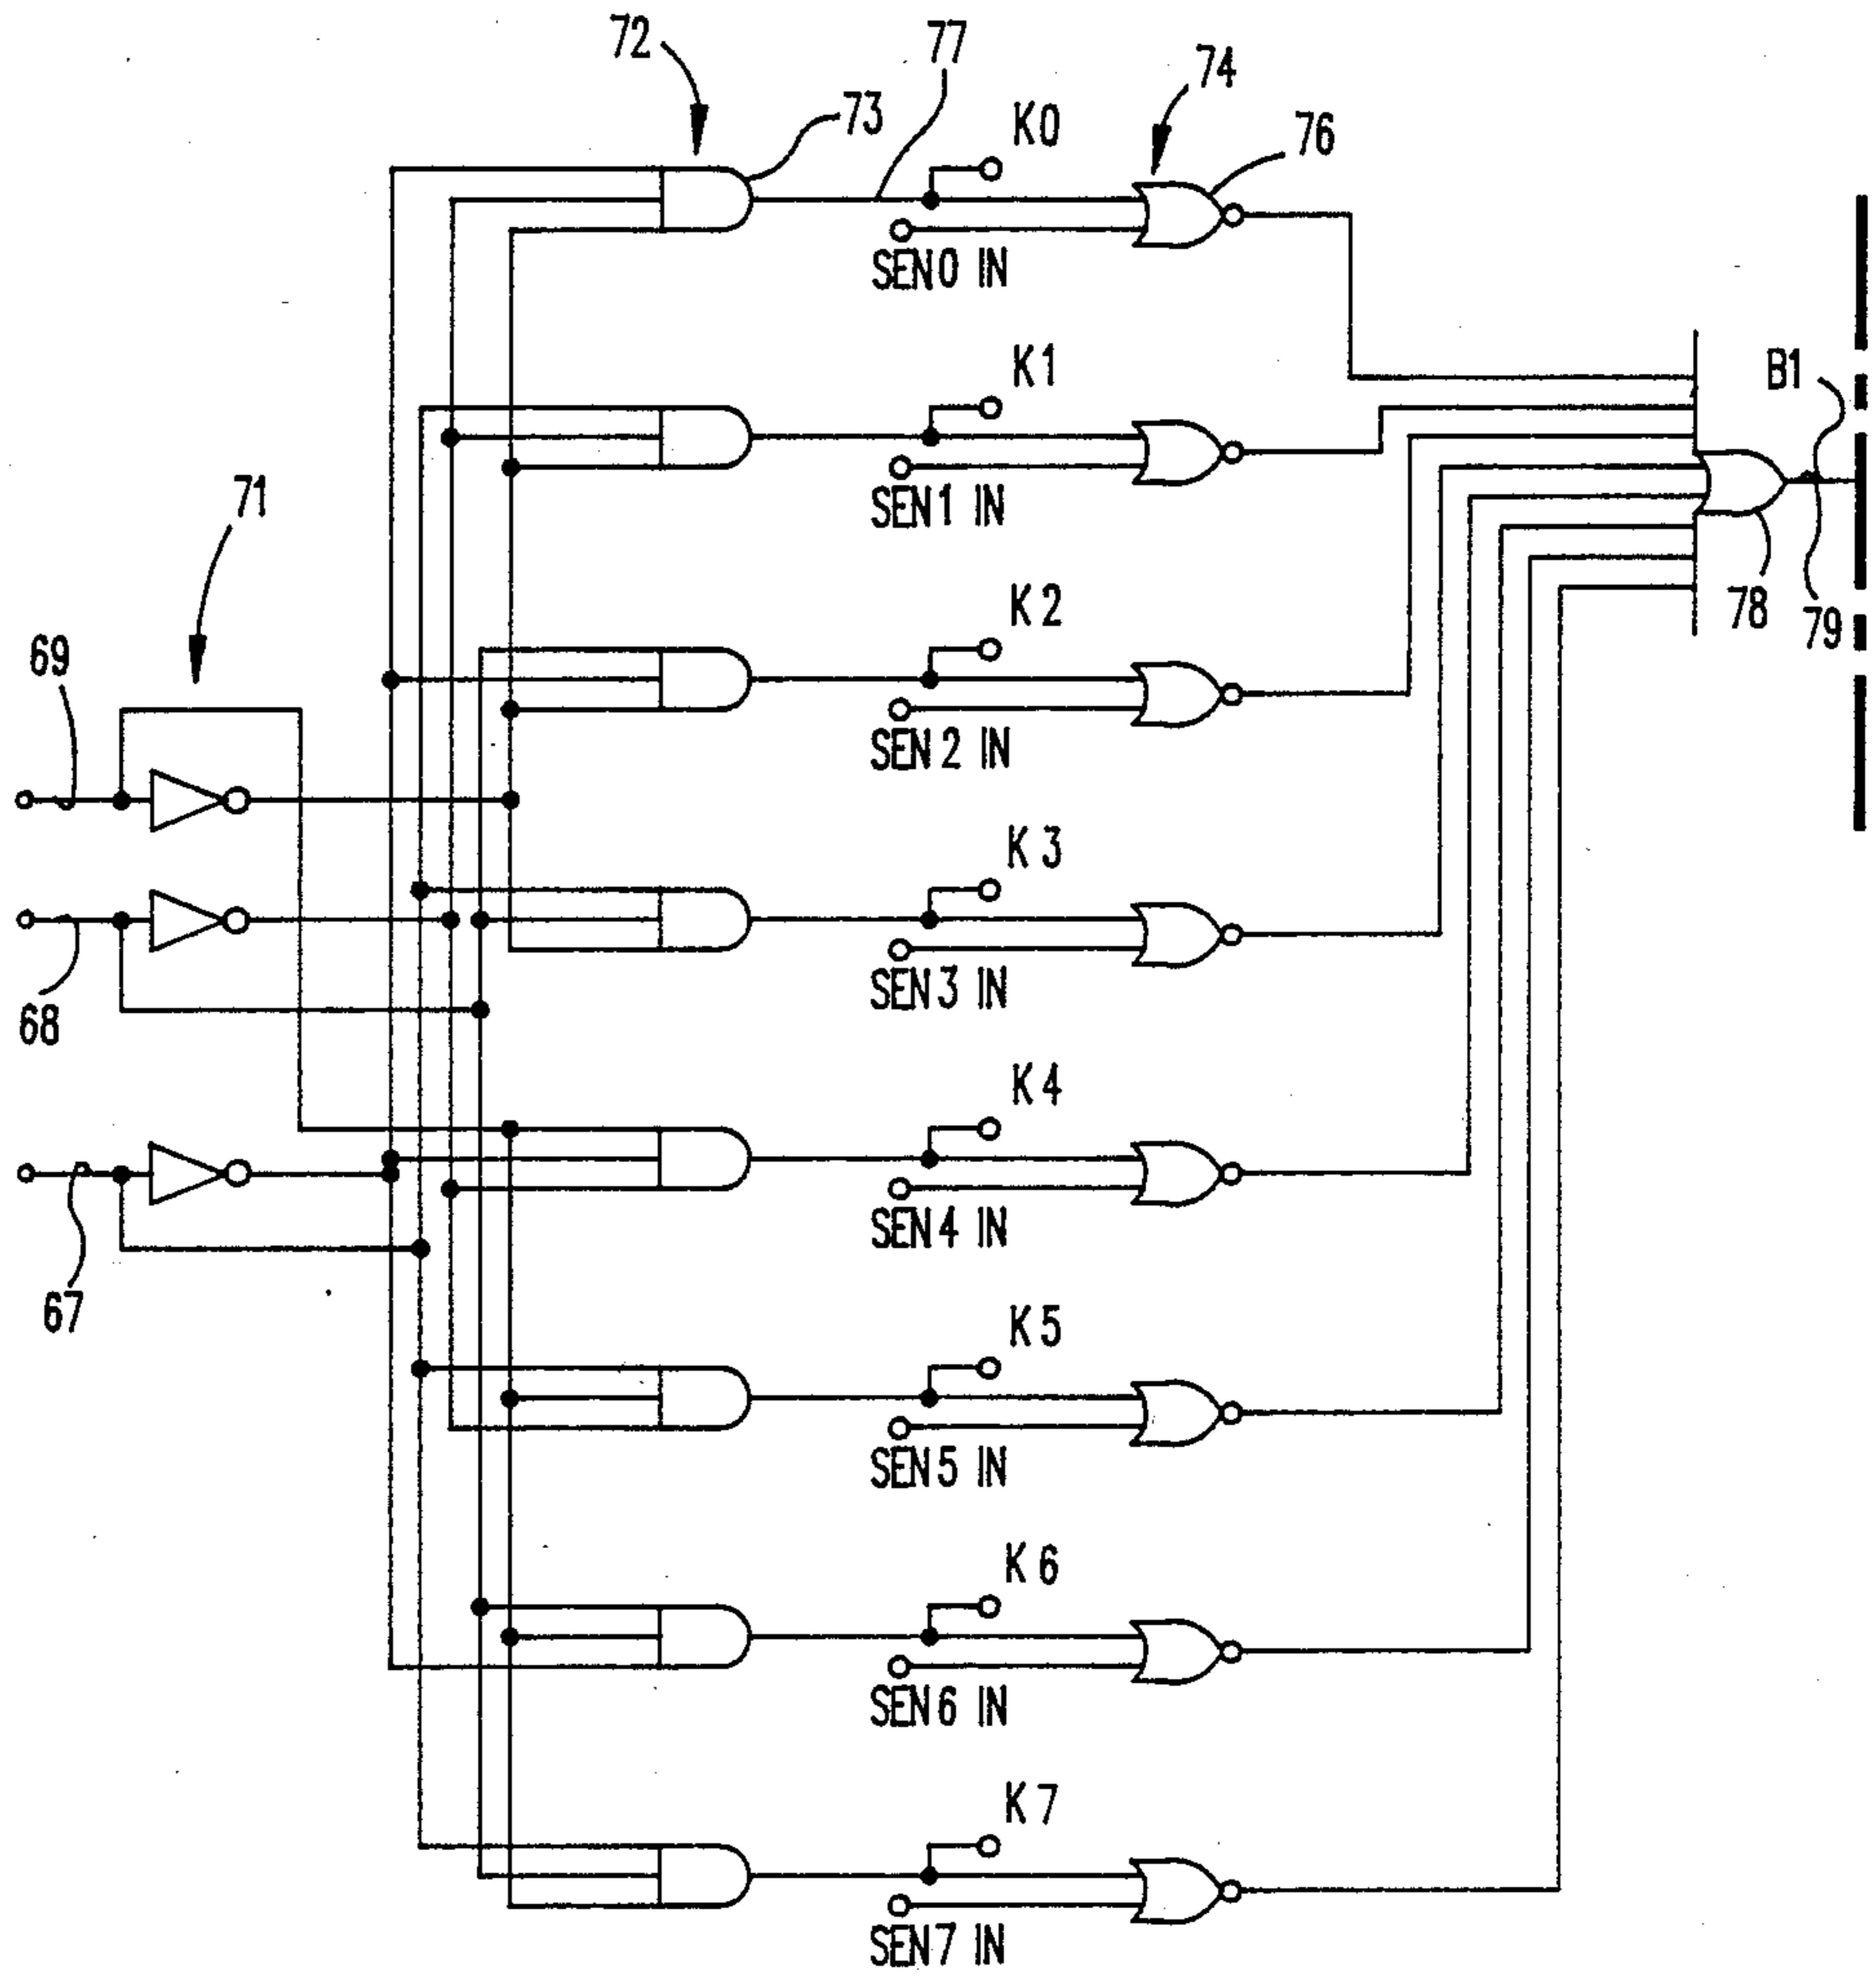 72
77
74
73
K0
76
SEN0 IN
K1
B1
71
SEN1 IN
K2
78
79
69
SEN2 IN
K3
68
SEN3 IN
K4
SEN4 IN
67
K5
SEN5 IN
K6
SEN6 IN
K7
SEN7 IN